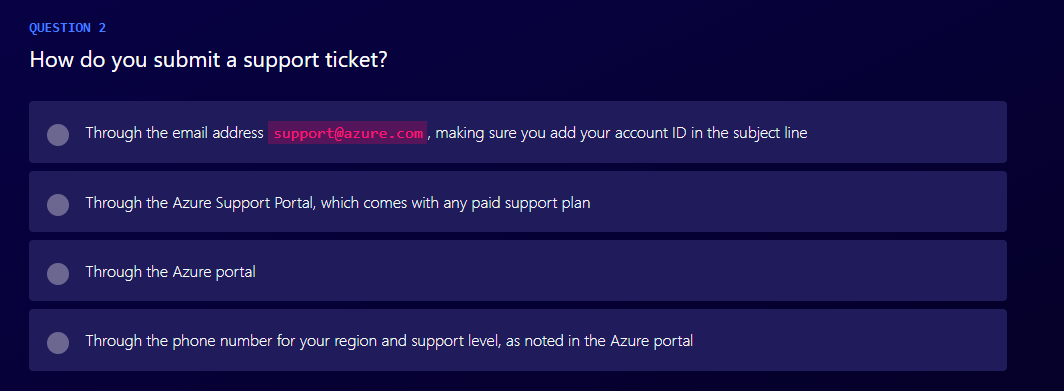 QUESTION 2
How do you submit a support ticket?
Through the email address support@azure.com, making sure you add your account ID in the subject line
Through the Azure Support Portal, which comes with any paid support plan
Through the Azure portal
Through the phone number for your region and support level, as noted in the Azure portal